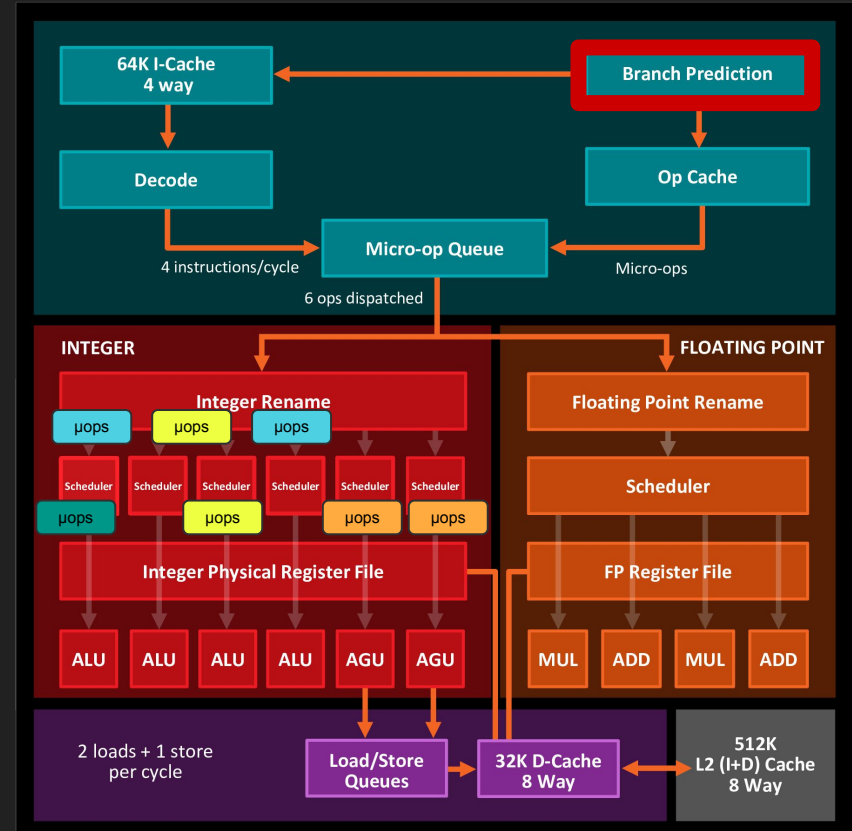 64K I-Cache
4 way
Branch Prediction
Decode
Op Cache
Micro-op Queue
4 instructions/cycle
Micro-ops
6 ops dispatched
INTEGER
FLOATING POINT
Integer Rename
Floating Point Rename
µops
µops
µops
Scheduler
Scheduler
Scheduler
Scheduler
Scheduler
Scheduler
Scheduler
µops
µops
µops
µops
Integer Physical Register File
FP Register File
ALU
ALU
ALU
ALU
AGU
AGU
MUL
ADD
MUL
ADD
2 loads + 1 store
per cycle
Load/Store
Queues
32K D-Cache
8 Way
512K
L2 (I+D) Cache
8 Way